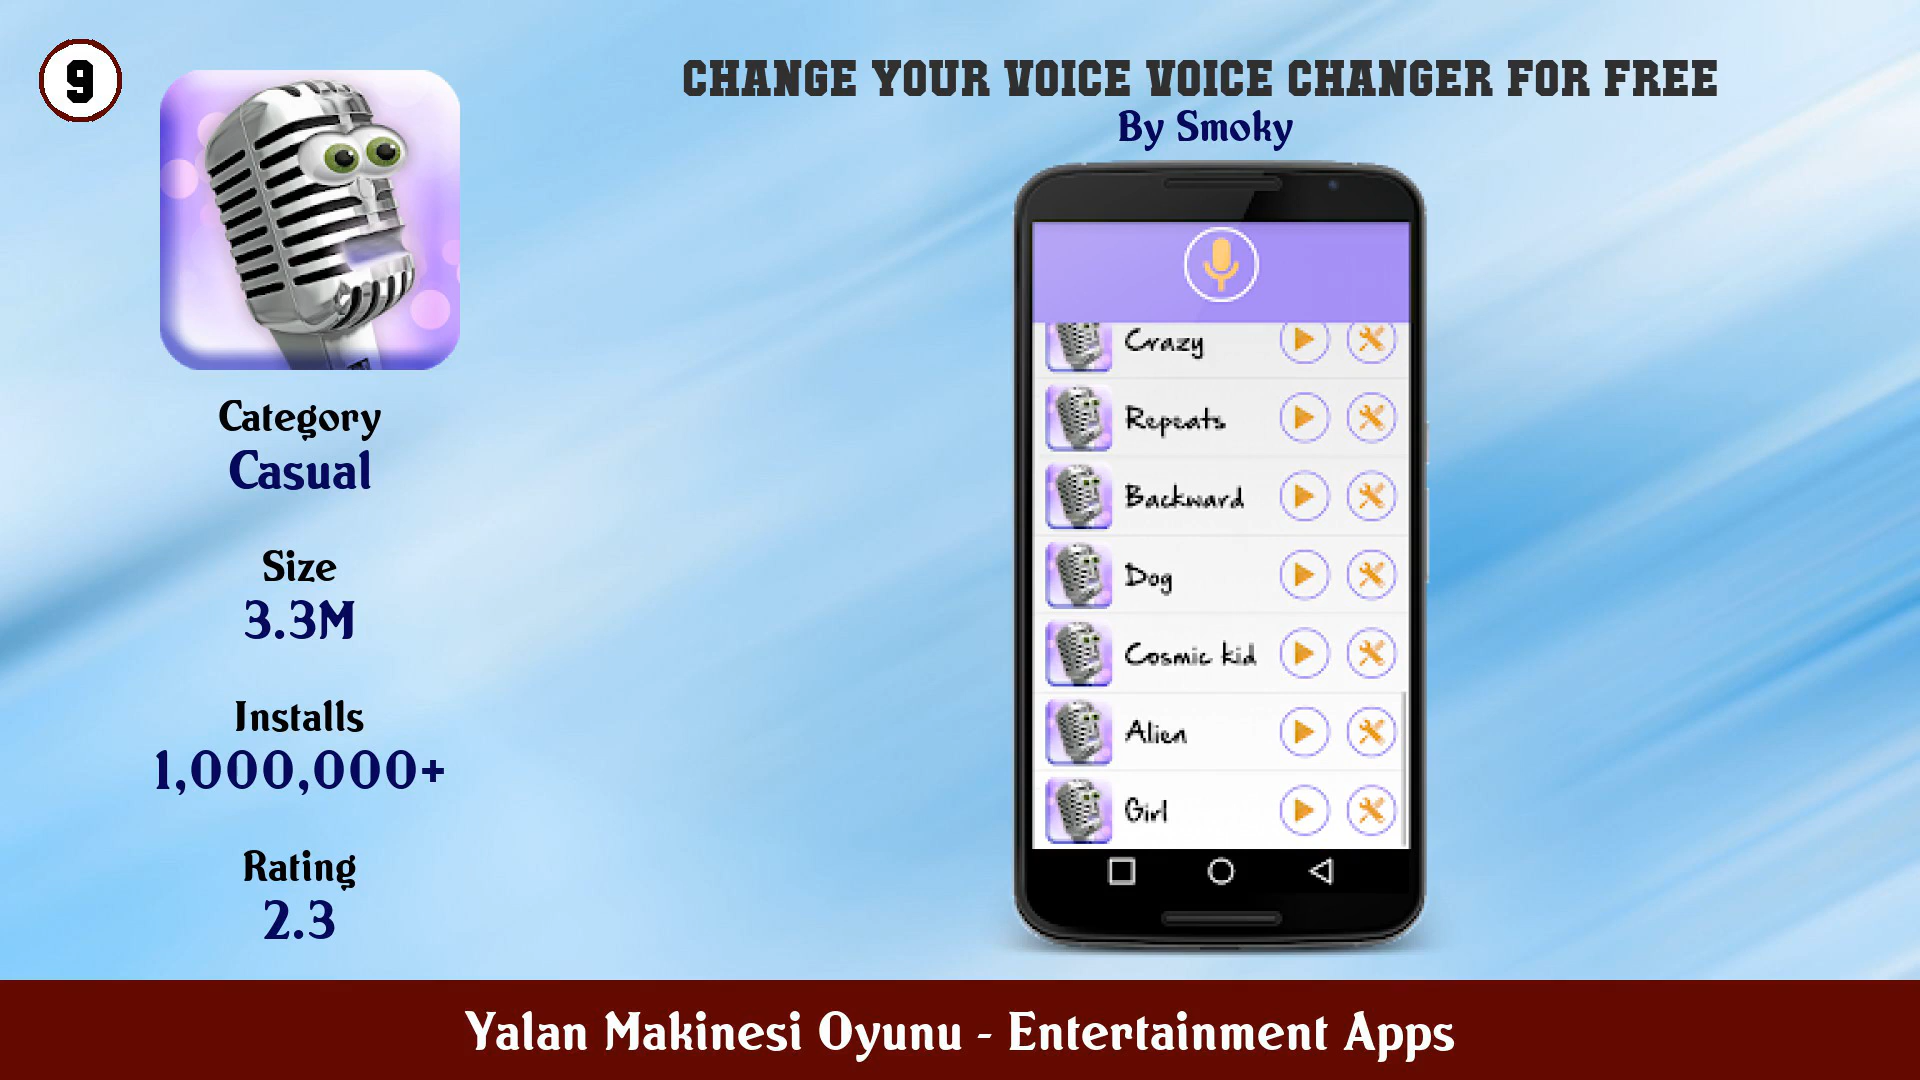 9
CHANGE YOUR VOICE VOICE CHANGER FOR FREE
By Smoky
Category
Casual
Size
3.3M
Installs
1,000,000+
Rating
2.3
Crazy
Repeats
Backward
Dog
Cosmic kid
Alien
Girl
Yalan Makinesi Oyunu - Entertainment Apps